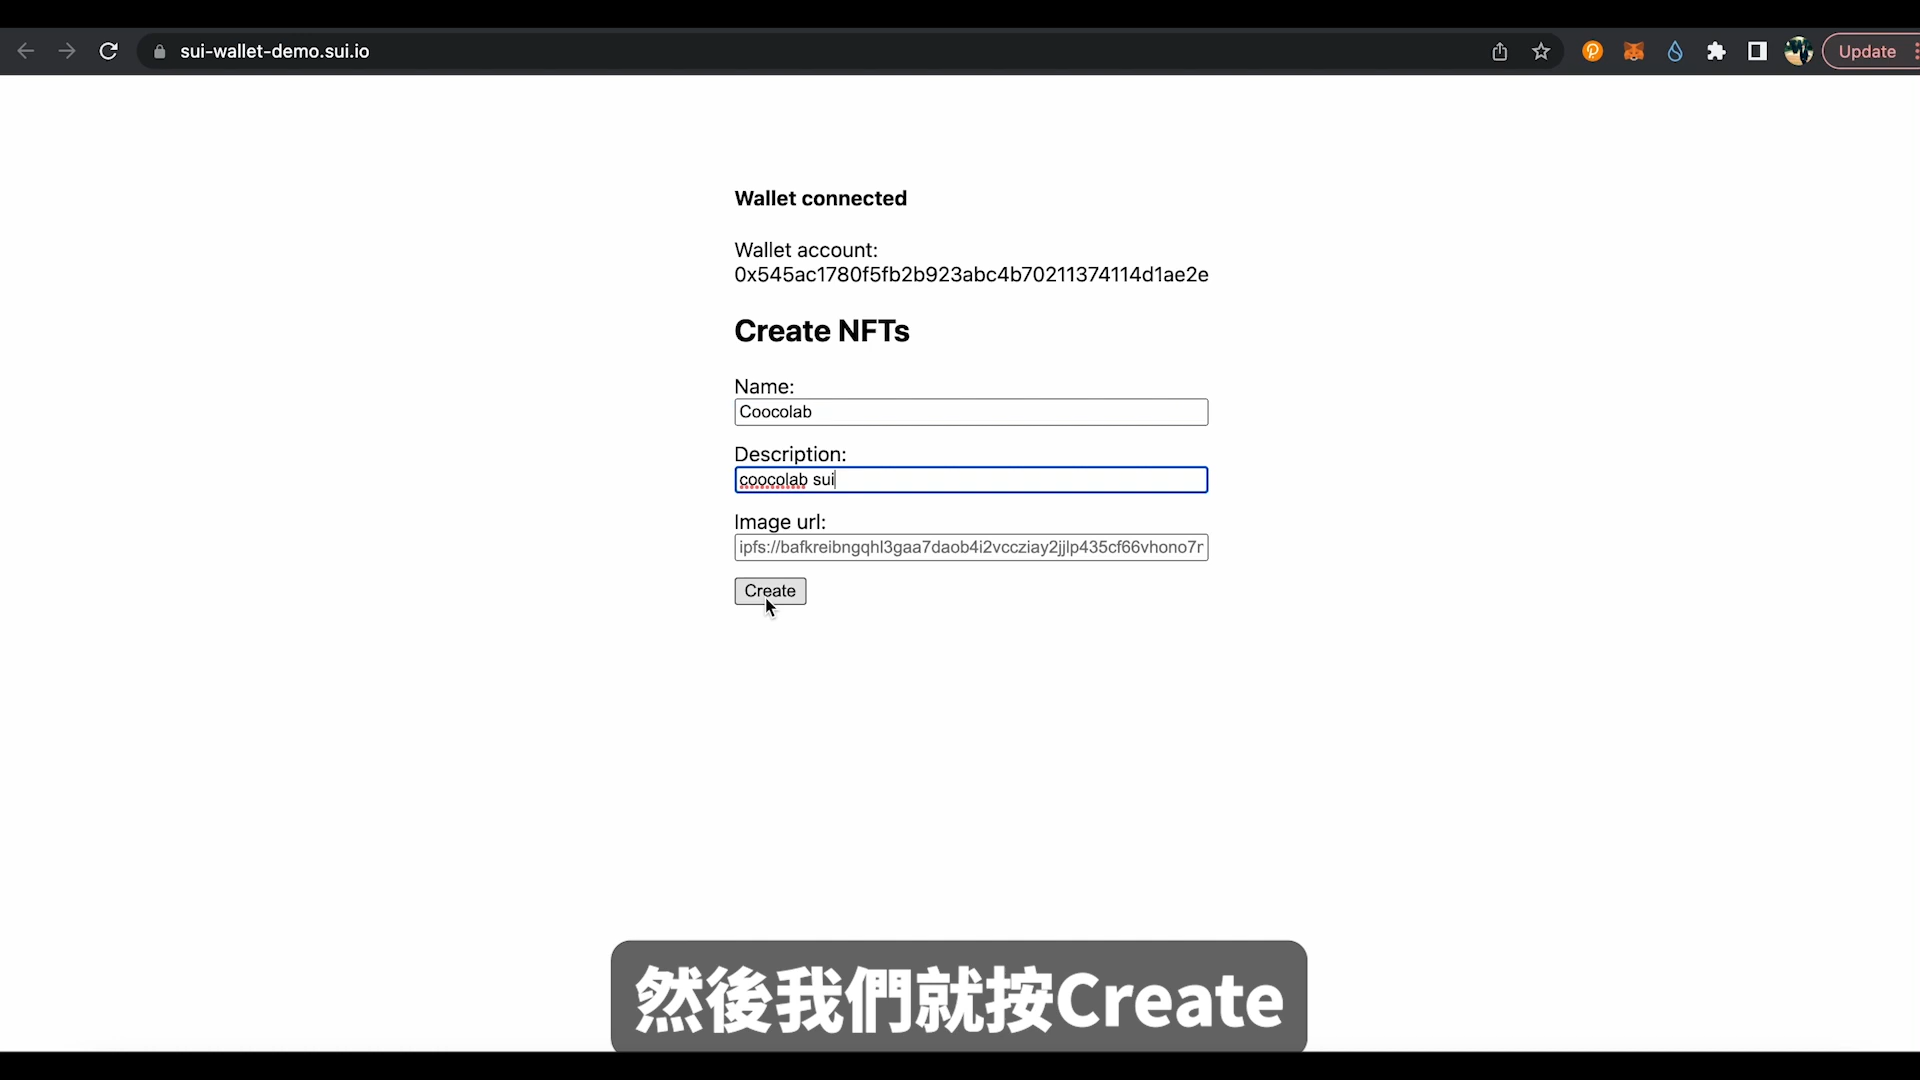 sui-wallet-demo.sui.io
Update
Wallet connected
Wallet account:
0x545ac1780f5fb2b923abc4b70211374114d1ae2e
Create NFTs
Name:
Coocolab
Description:
coocolab sui
Image url:
ipfs://bafkreibngqhl3gaa7daob4i2vccziay2jjlp435cf66vhono7r
Create
然後我們就按Create